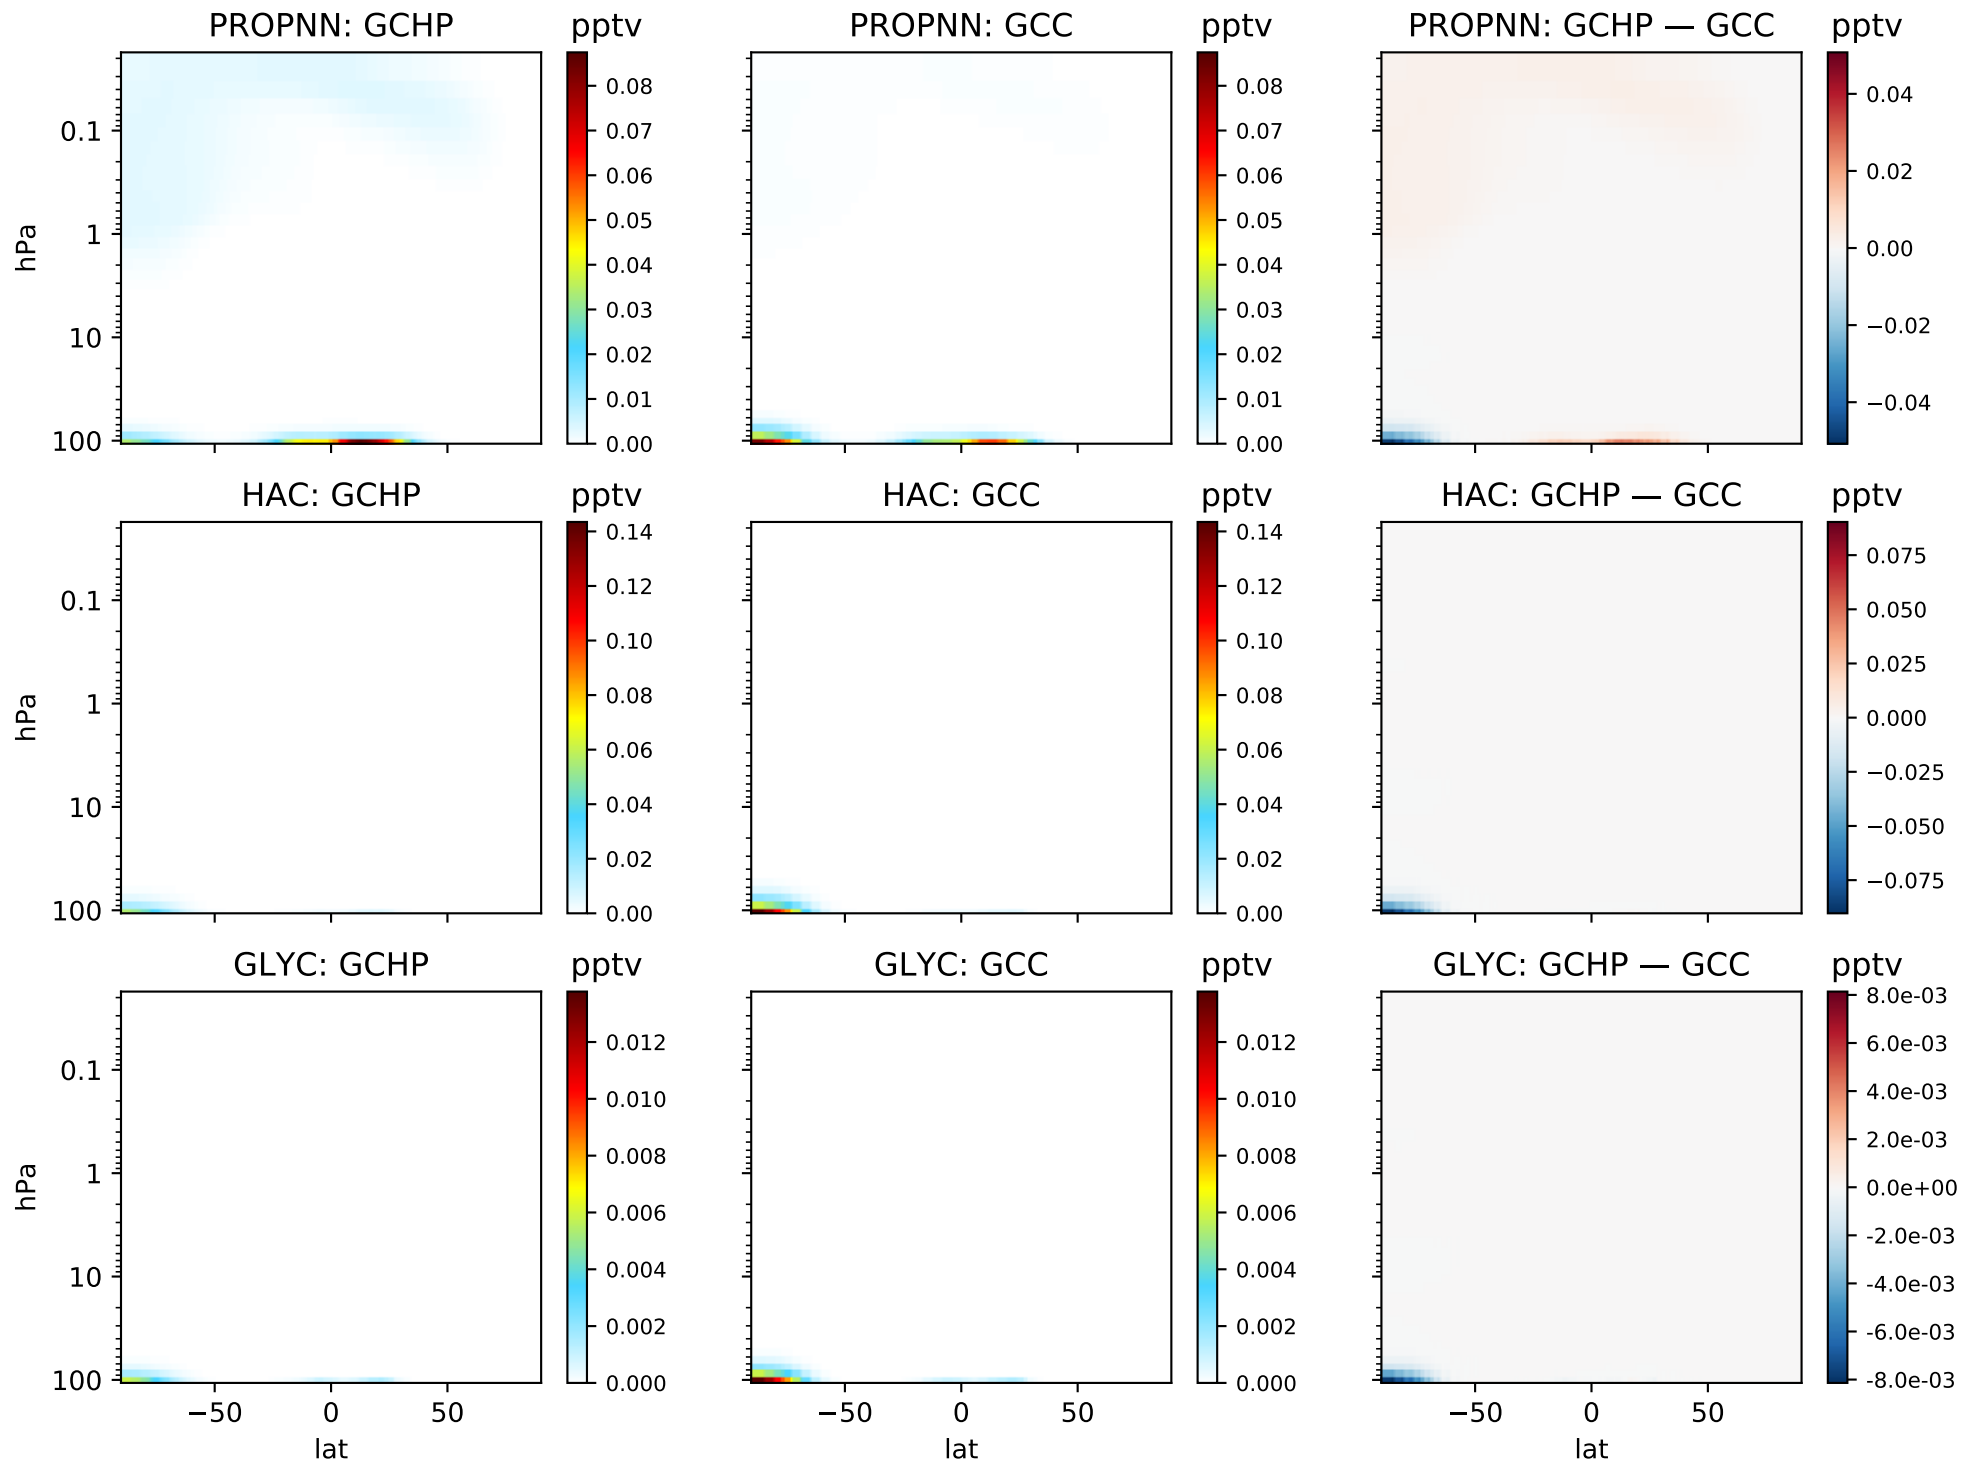 PROPNN: GCHP pptv PROPNN: GCC pptv PROPNN: GCHP — GCC pptv
0.08 0.08 0.04
0.1 0.07 0.07
0.06 0.06 0.02
hPa 1 0.05 0.05 0.00
0.04 0.04
10 0.03 0.03 −0.02
0.02 0.02
0.01 0.01 −0.04
100 0.00 0.00
HAC: GCHP pptv HAC: GCC pptv HAC: GCHP — GCC pptv
0.14 0.14 0.075
0.1 0.12 0.12 0.050
0.10 0.10 0.025
hPa 1 0.08 0.08 0.000
0.06 0.06 −0.025
10 0.04 0.04 −0.050
0.02 0.02 −0.075
100 0.00 0.00
GLYC: GCHP pptv GLYC: GCC pptv GLYC: GCHP — GCC pptv
8.0e-03
0.012 0.012 6.0e-03
0.1 0.010 0.010 4.0e-03
0.008 0.008 2.0e-03
hPa 1 0.006 0.006 0.0e+00
-2.0e-03
10 0.004 0.004 -4.0e-03
0.002 0.002 -6.0e-03
100 0.000 0.000 -8.0e-03
−50 0 50 −50 0 50 −50 0 50
lat lat lat